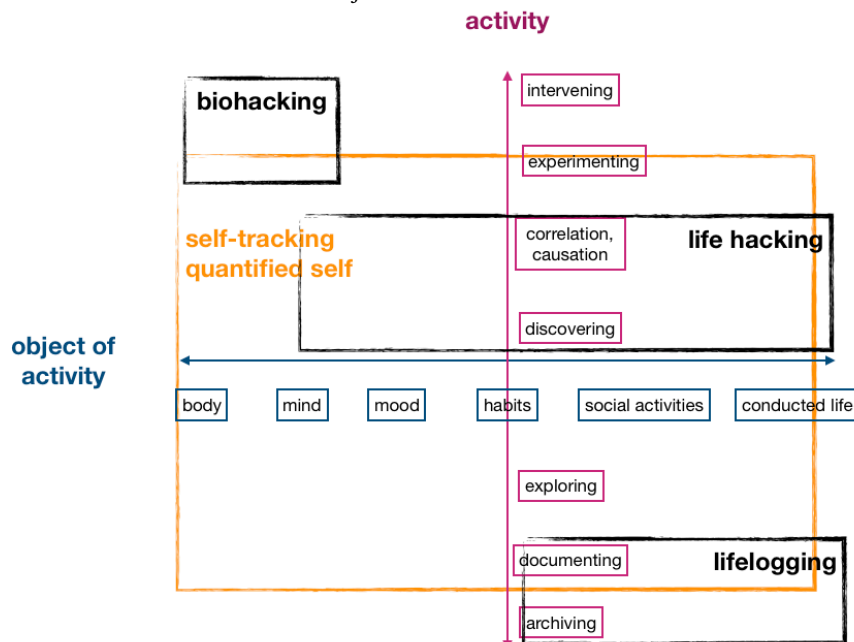 activity
intervening
biohacking
experimenting
self-tracking
quantified self
correlation,
causation
life hacking
discovering
object of
activity
body
mind
mood
habits
social activities
conducted life
exploring
documenting
lifelogging
archiving